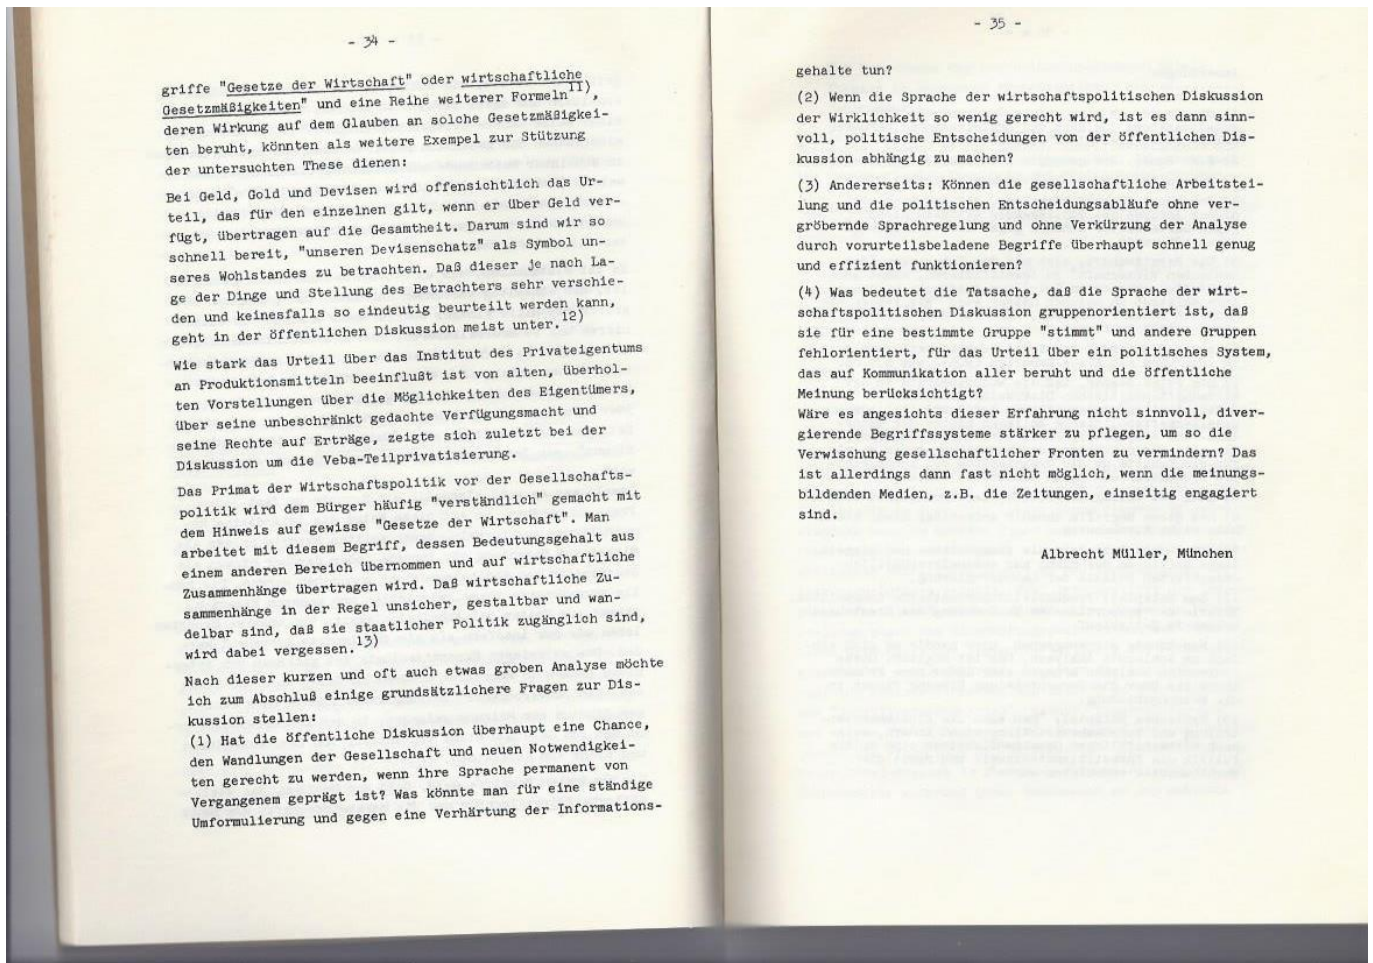 - 34 -
griffe "Gesetze der Wirtschaft" oder wirtschaftliche
Gesetzmäßigkeiten" und eine Reihe weiterer Formeln11),
deren Wirkung auf dem Glauben an solche Gesetzmäßigkei-
ten beruht, könnten als weitere Exempel zur Stützung
der untersuchten These dienen:
Bei Geld, Gold und Devisen wird offensichtlich das Ur-
teil, das für den einzelnen gilt, wenn er über Geld ver-
fügt, übertragen auf die Gesamtheit. Darum sind wir so
schnell bereit, "unseren Devisenschatz" als Symbol un-
seres Wohlstandes zu betrachten. Daß dieser je nach La-
ge der Dinge und Stellung des Betrachters sehr verschie-
den und keinesfalls so eindeutig beurteilt werden kann,
geht in der öffentlichen Diskussion meist unter.12)
Wie stark das Urteil über das Institut des Privateigentums
an Produktionsmitteln beeinflußt ist von alten, überhol-
ten Vorstellungen über die Möglichkeiten des Eigentümers,
über seine unbeschränkt gedachte Verfügungsmacht und
seine Rechte auf Erträge, zeigte sich zuletzt bei der
Diskussion um die Veba-Teilprivatisierung.
Das Primat der Wirtschaftspolitik vor der Gesellschafts-
politik wird dem Bürger häufig "verständlich" gemacht mit
dem Hinweis auf gewisse "Gesetze der Wirtschaft". Man
arbeitet mit diesem Begriff, dessen Bedeutungsgehalt aus
einem anderen Bereich übernommen und auf wirtschaftliche
Zusammenhänge übertragen wird. Daß wirtschaftliche Zu-
sammenhänge in der Regel unsicher, gestaltbar und wan-
delbar sind, daß sie staatlicher Politik zugänglich sind,
wird dabei vergessen.13)
Nach dieser kurzen und oft auch etwas groben Analyse möchte
ich zum Abschluß einige grundsätzlichere Fragen zur Dis-
kussion stellen:
(1) Hat die öffentliche Diskussion überhaupt eine Chance,
den Wandlungen der Gesellschaft und neuen Notwendigkei-
ten gerecht zu werden, wenn ihre Sprache permanent von
Vergangenem geprägt ist? Was könnte man für eine ständige
Umformulierung und gegen eine Verhärtung der Informations-
- 35 -
gehalte tun?
(2) Wenn die Sprache der wirtschaftspolitischen Diskussion
der Wirklichkeit so wenig gerecht wird, ist es dann sinn-
voll, politische Entscheidungen von der öffentlichen Dis-
kussion abhängig zu machen?
(3) Andererseits: Können die gesellschaftliche Arbeitstei-
lung und die politischen Entscheidungsabläufe ohne ver-
gröbernde Sprachregelung und ohne Verkürzung der Analyse
durch vorurteilsbeladene Begriffe überhaupt schnell genug
und effizient funktionieren?
(4) Was bedeutet die Tatsache, daß die Sprache der wirt-
schaftspolitischen Diskussion gruppenorientiert ist, daß
sie für eine bestimmte Gruppe "stimmt" und andere Gruppen
fehlorientiert, für das Urteil über ein politisches System,
das auf Kommunikation aller beruht und die öffentliche
Meinung berücksichtigt?
Wäre es angesichts dieser Erfahrung nicht sinnvoll, diver-
gierende Begriffssysteme stärker zu pflegen, um so die
Verwischung gesellschaftlicher Fronten zu vermindern? Das
ist allerdings dann fast nicht möglich, wenn die meinungs-
bildenden Medien, z.B. die Zeitungen, einseitig engagiert
sind.
Albrecht Müller, München